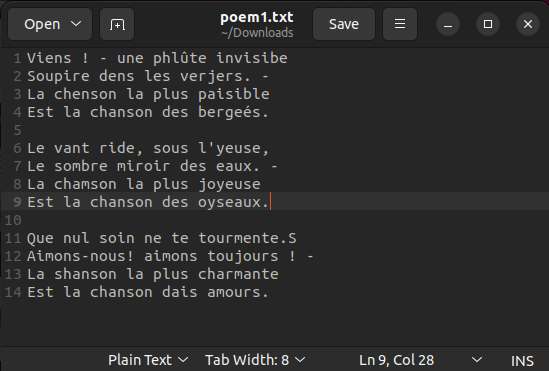 Open
poem1.txt
~/Downloads
Save
1 Viens ! - une phlûte invisibe
2 Soupire dens les verjers. -
3 La chenson la plus paisible
4 Est la chanson des bergeés.
5
6 Le vant ride, sous l'yeuse,
7 Le sombre miroir des eaux. -
8 La chamson la plus joyeuse
9 Est la chanson des oyseaux.
10
11 Que nul soin ne te tourmente.S
12 Aimons-nous! aimons toujours ! -
13 La shanson la plus charmante
14 Est la chanson dais amours.
Plain Text
Tab Width: 8
Ln 9, Col 28
INS